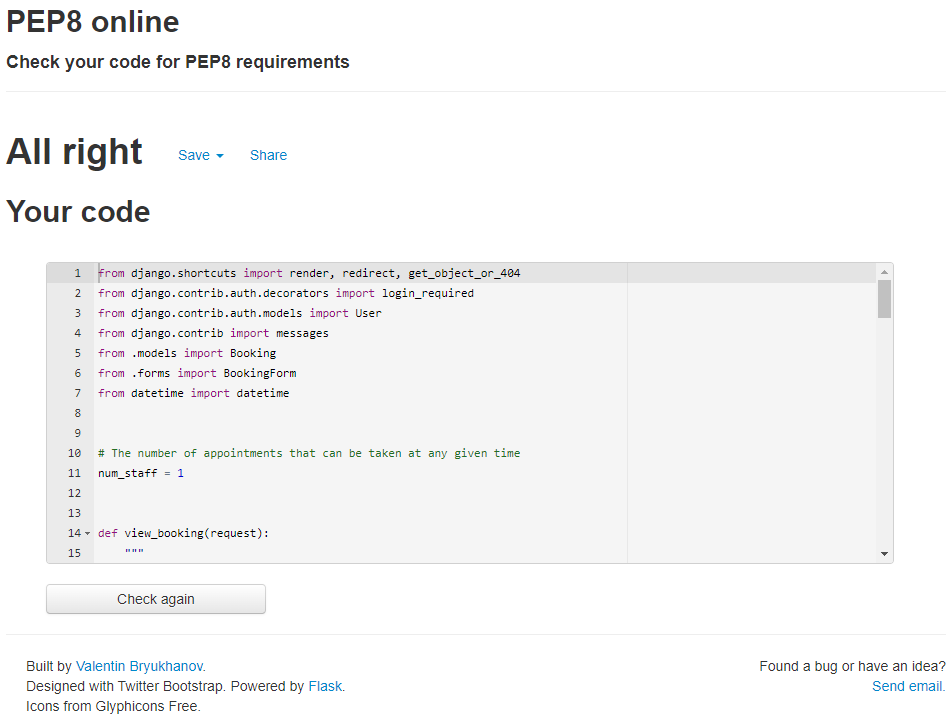 PEP8 online
Check your code for PEP8 requirements
All right Save Share
Your code
1 from django.shortcuts import render, redirect, get_object_or_404
2 from django.contrib.auth.decorators import login_required
3 from django.contrib.auth.models import User
4 from django.contrib import messages
5 from .models import Booking
6 from .forms import BookingForm
7 from datetime import datetime
8
9
10 # The number of appointments that can be taken at any given time
11 num_staff = 1
12
13
14 def view_booking(request):
15     """
Check again
Built by Valentin Bryukhanov. Found a bug or have an idea?
Designed with Twitter Bootstrap. Powered by Flask. Send email.
Icons from Glyphicons Free.